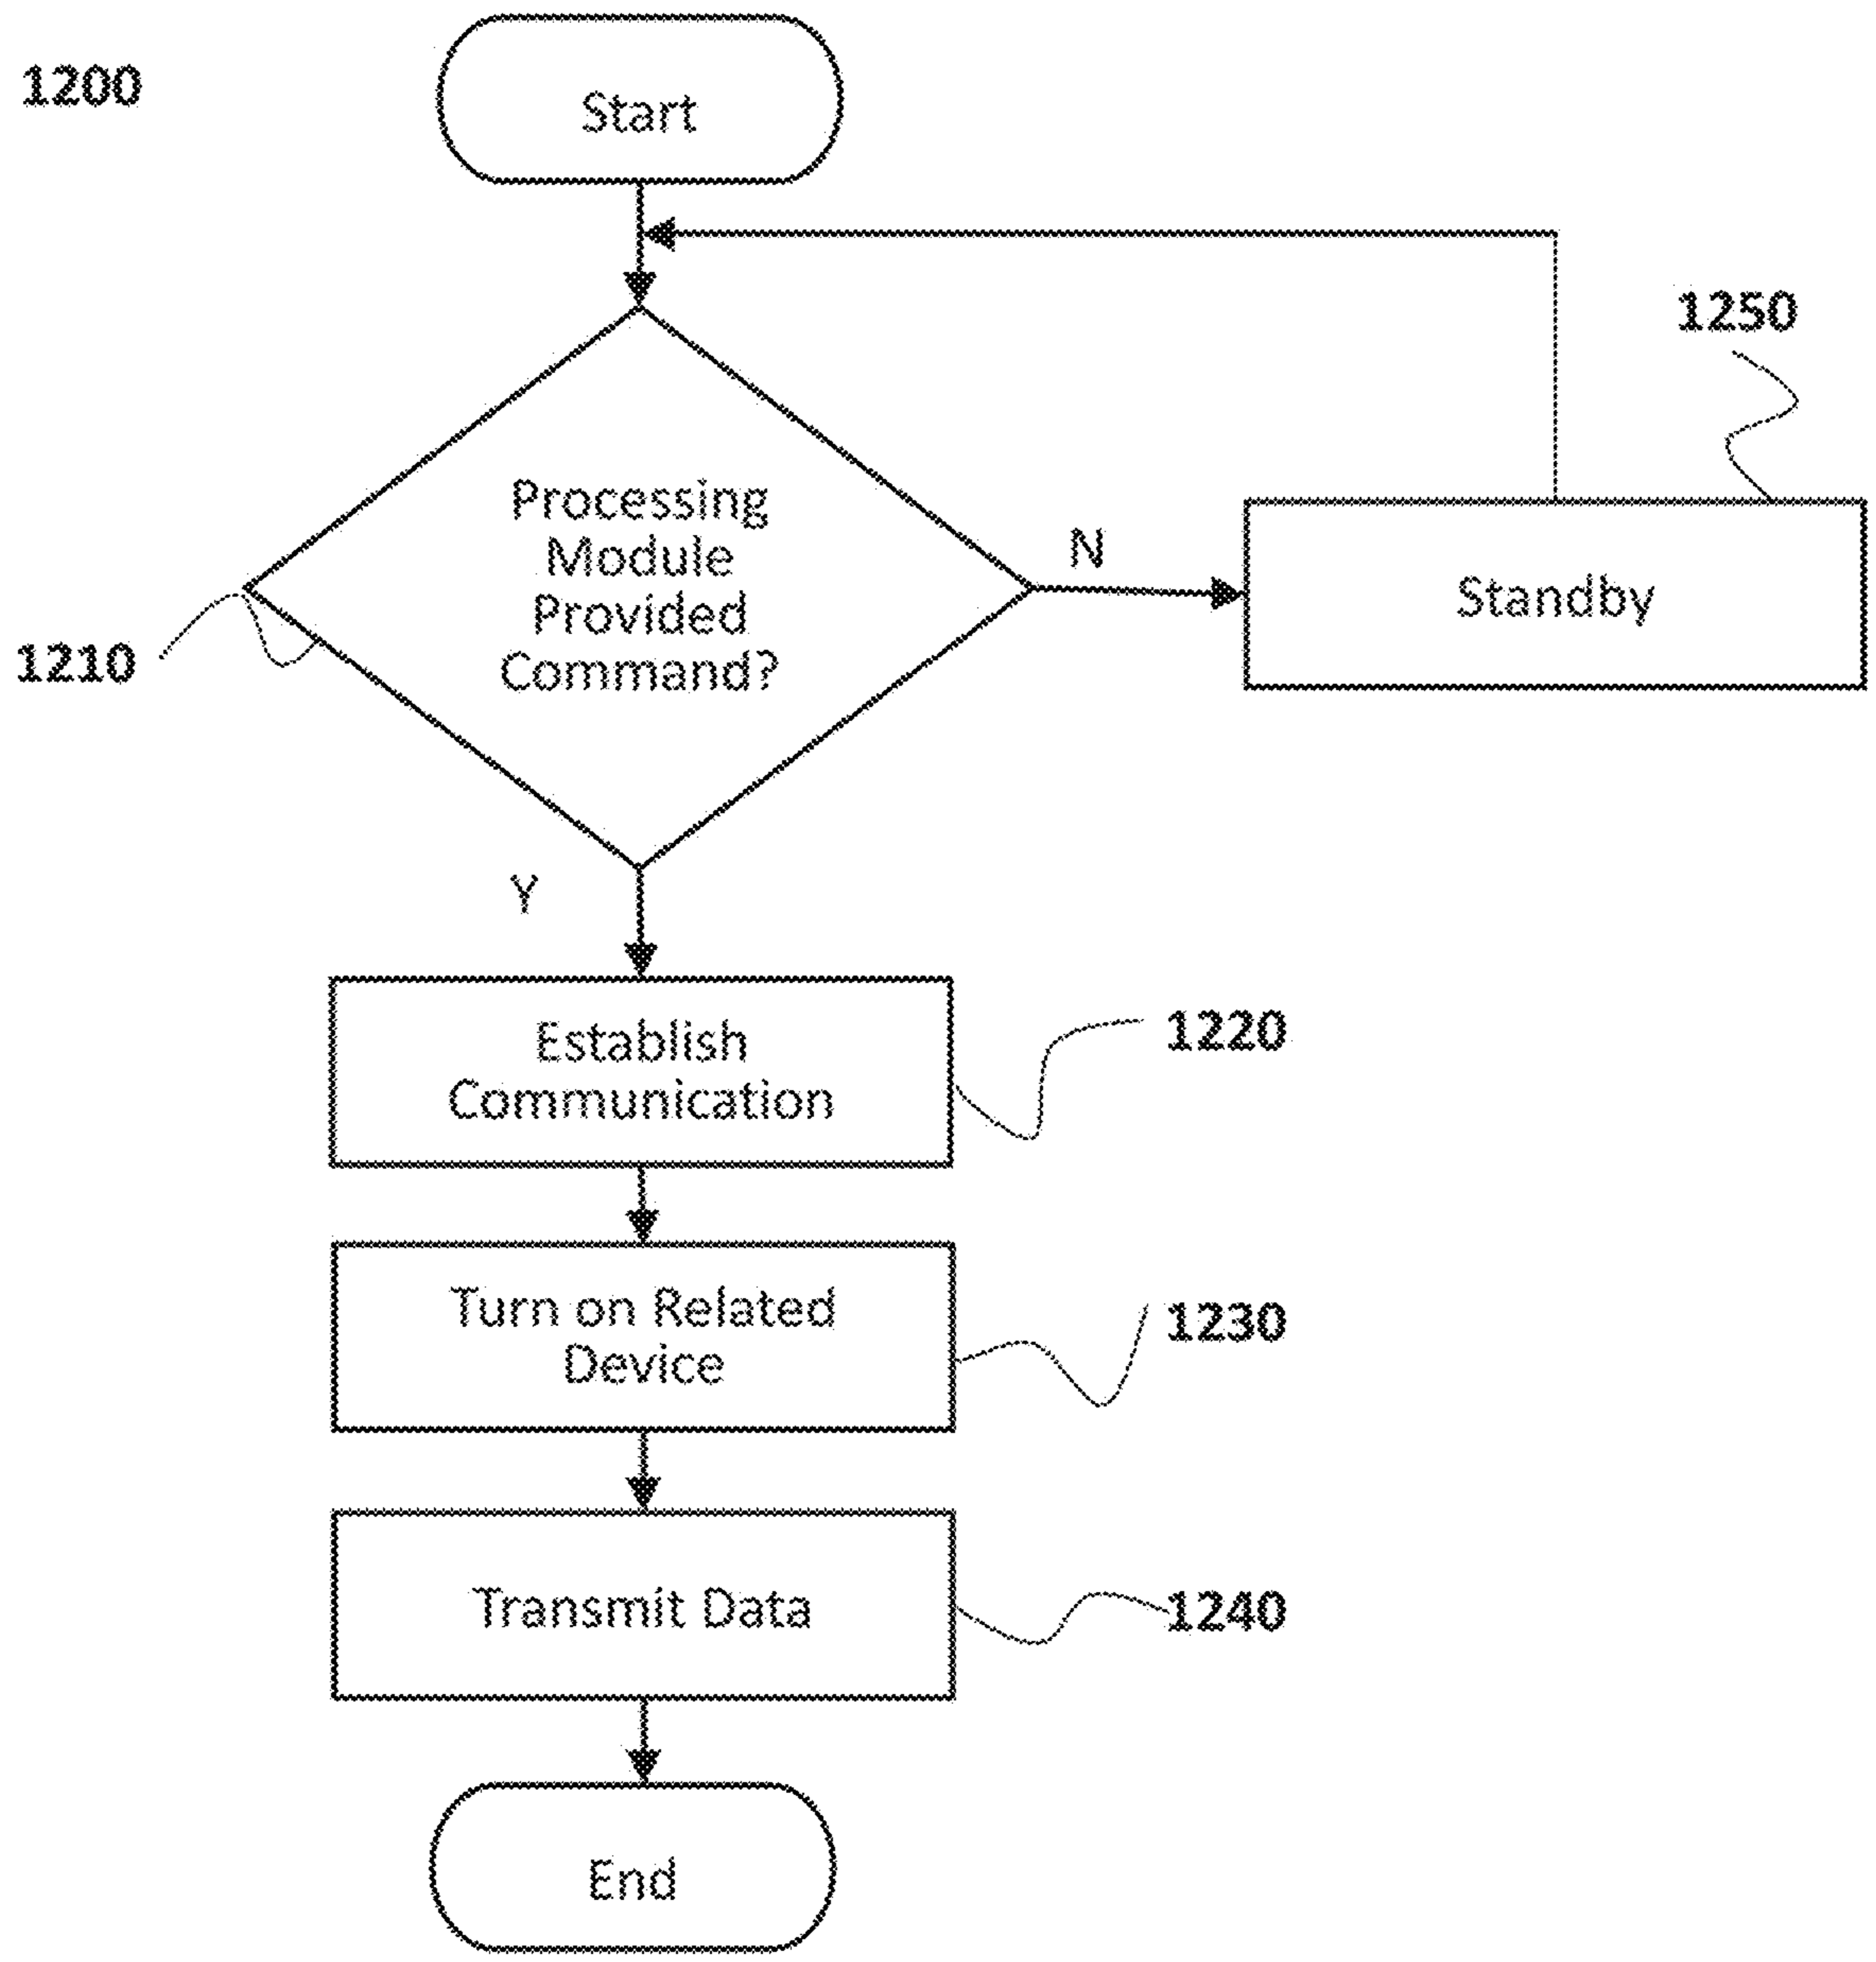 1200
Start
1250
Processing
Module
Provided
Command?
N
Standby
1210
Y
Establish
Communication
1220
Turn on Related
Device
1230
Transmit Data
1240
End